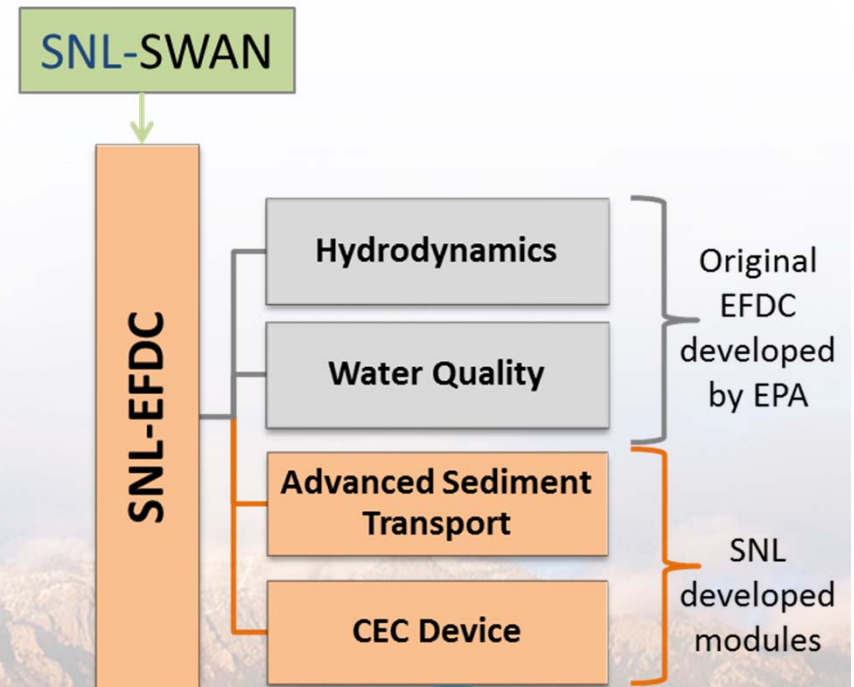 SNL-SWAN
SNL-EFDC
Hydrodynamics
Water Quality
Original
EFDC
developed
by EPA
Advanced Sediment
Transport
CEC Device
SNL
developed
modules